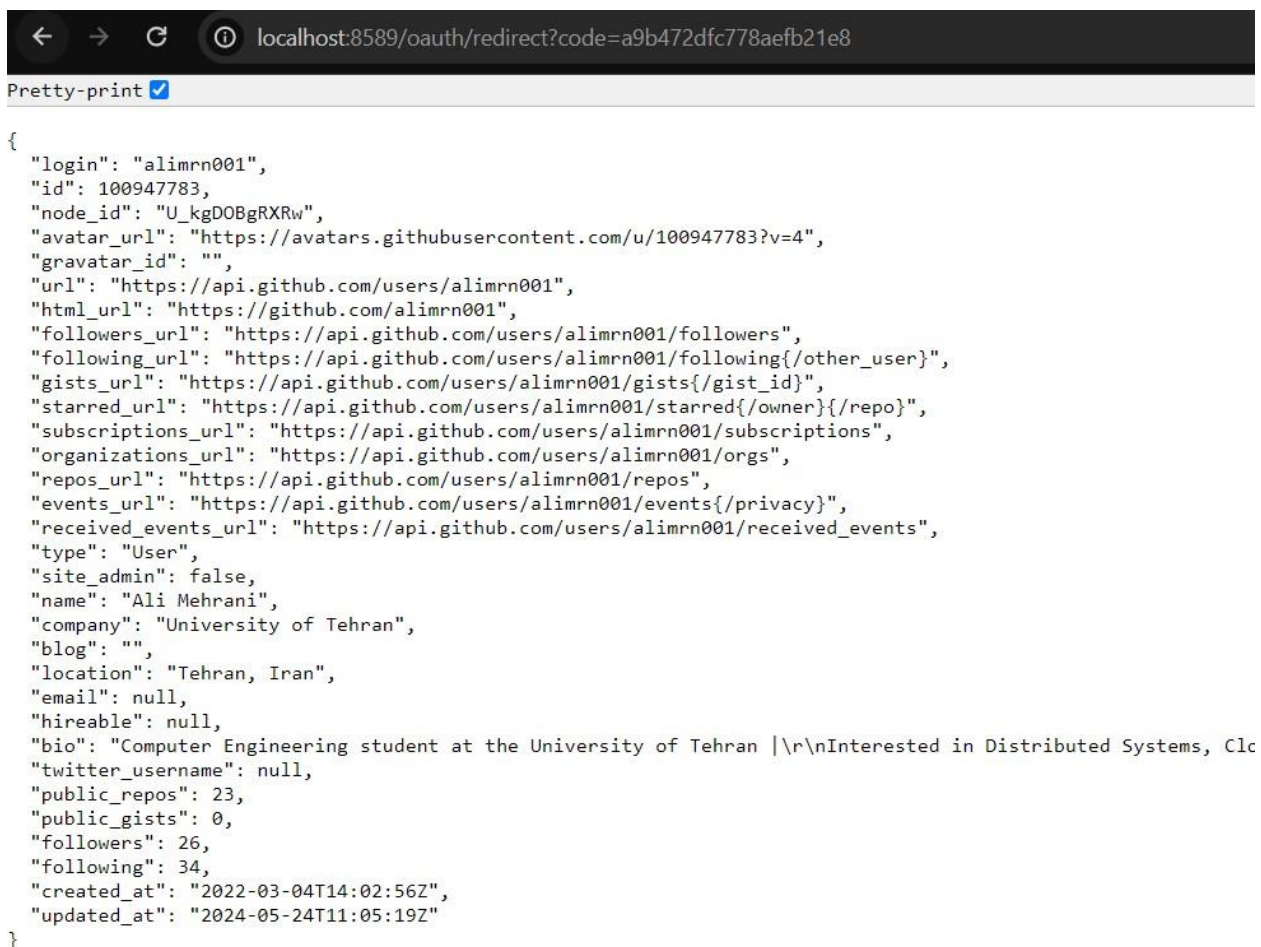 localhost:8589/oauth/redirect?code=a9b472dfc778aefb21e8
Pretty-print
{
  "login": "alimrn001",
  "id": 100947783,
  "node_id": "U_kgDOBgRXRw",
  "avatar_url": "https://avatars.githubusercontent.com/u/100947783?v=4",
  "gravatar_id": "",
  "url": "https://api.github.com/users/alimrn001",
  "html_url": "https://github.com/alimrn001",
  "followers_url": "https://api.github.com/users/alimrn001/followers",
  "following_url": "https://api.github.com/users/alimrn001/following{/other_user}",
  "gists_url": "https://api.github.com/users/alimrn001/gists{/gist_id}",
  "starred_url": "https://api.github.com/users/alimrn001/starred{/owner}{/repo}",
  "subscriptions_url": "https://api.github.com/users/alimrn001/subscriptions",
  "organizations_url": "https://api.github.com/users/alimrn001/orgs",
  "repos_url": "https://api.github.com/users/alimrn001/repos",
  "events_url": "https://api.github.com/users/alimrn001/events{/privacy}",
  "received_events_url": "https://api.github.com/users/alimrn001/received_events",
  "type": "User",
  "site_admin": false,
  "name": "Ali Mehrani",
  "company": "University of Tehran",
  "blog": "",
  "location": "Tehran, Iran",
  "email": null,
  "hireable": null,
  "bio": "Computer Engineering student at the University of Tehran |\r\nInterested in Distributed Systems, Clo
  "twitter_username": null,
  "public_repos": 23,
  "public_gists": 0,
  "followers": 26,
  "following": 34,
  "created_at": "2022-03-04T14:02:56Z",
  "updated_at": "2024-05-24T11:05:19Z"
}